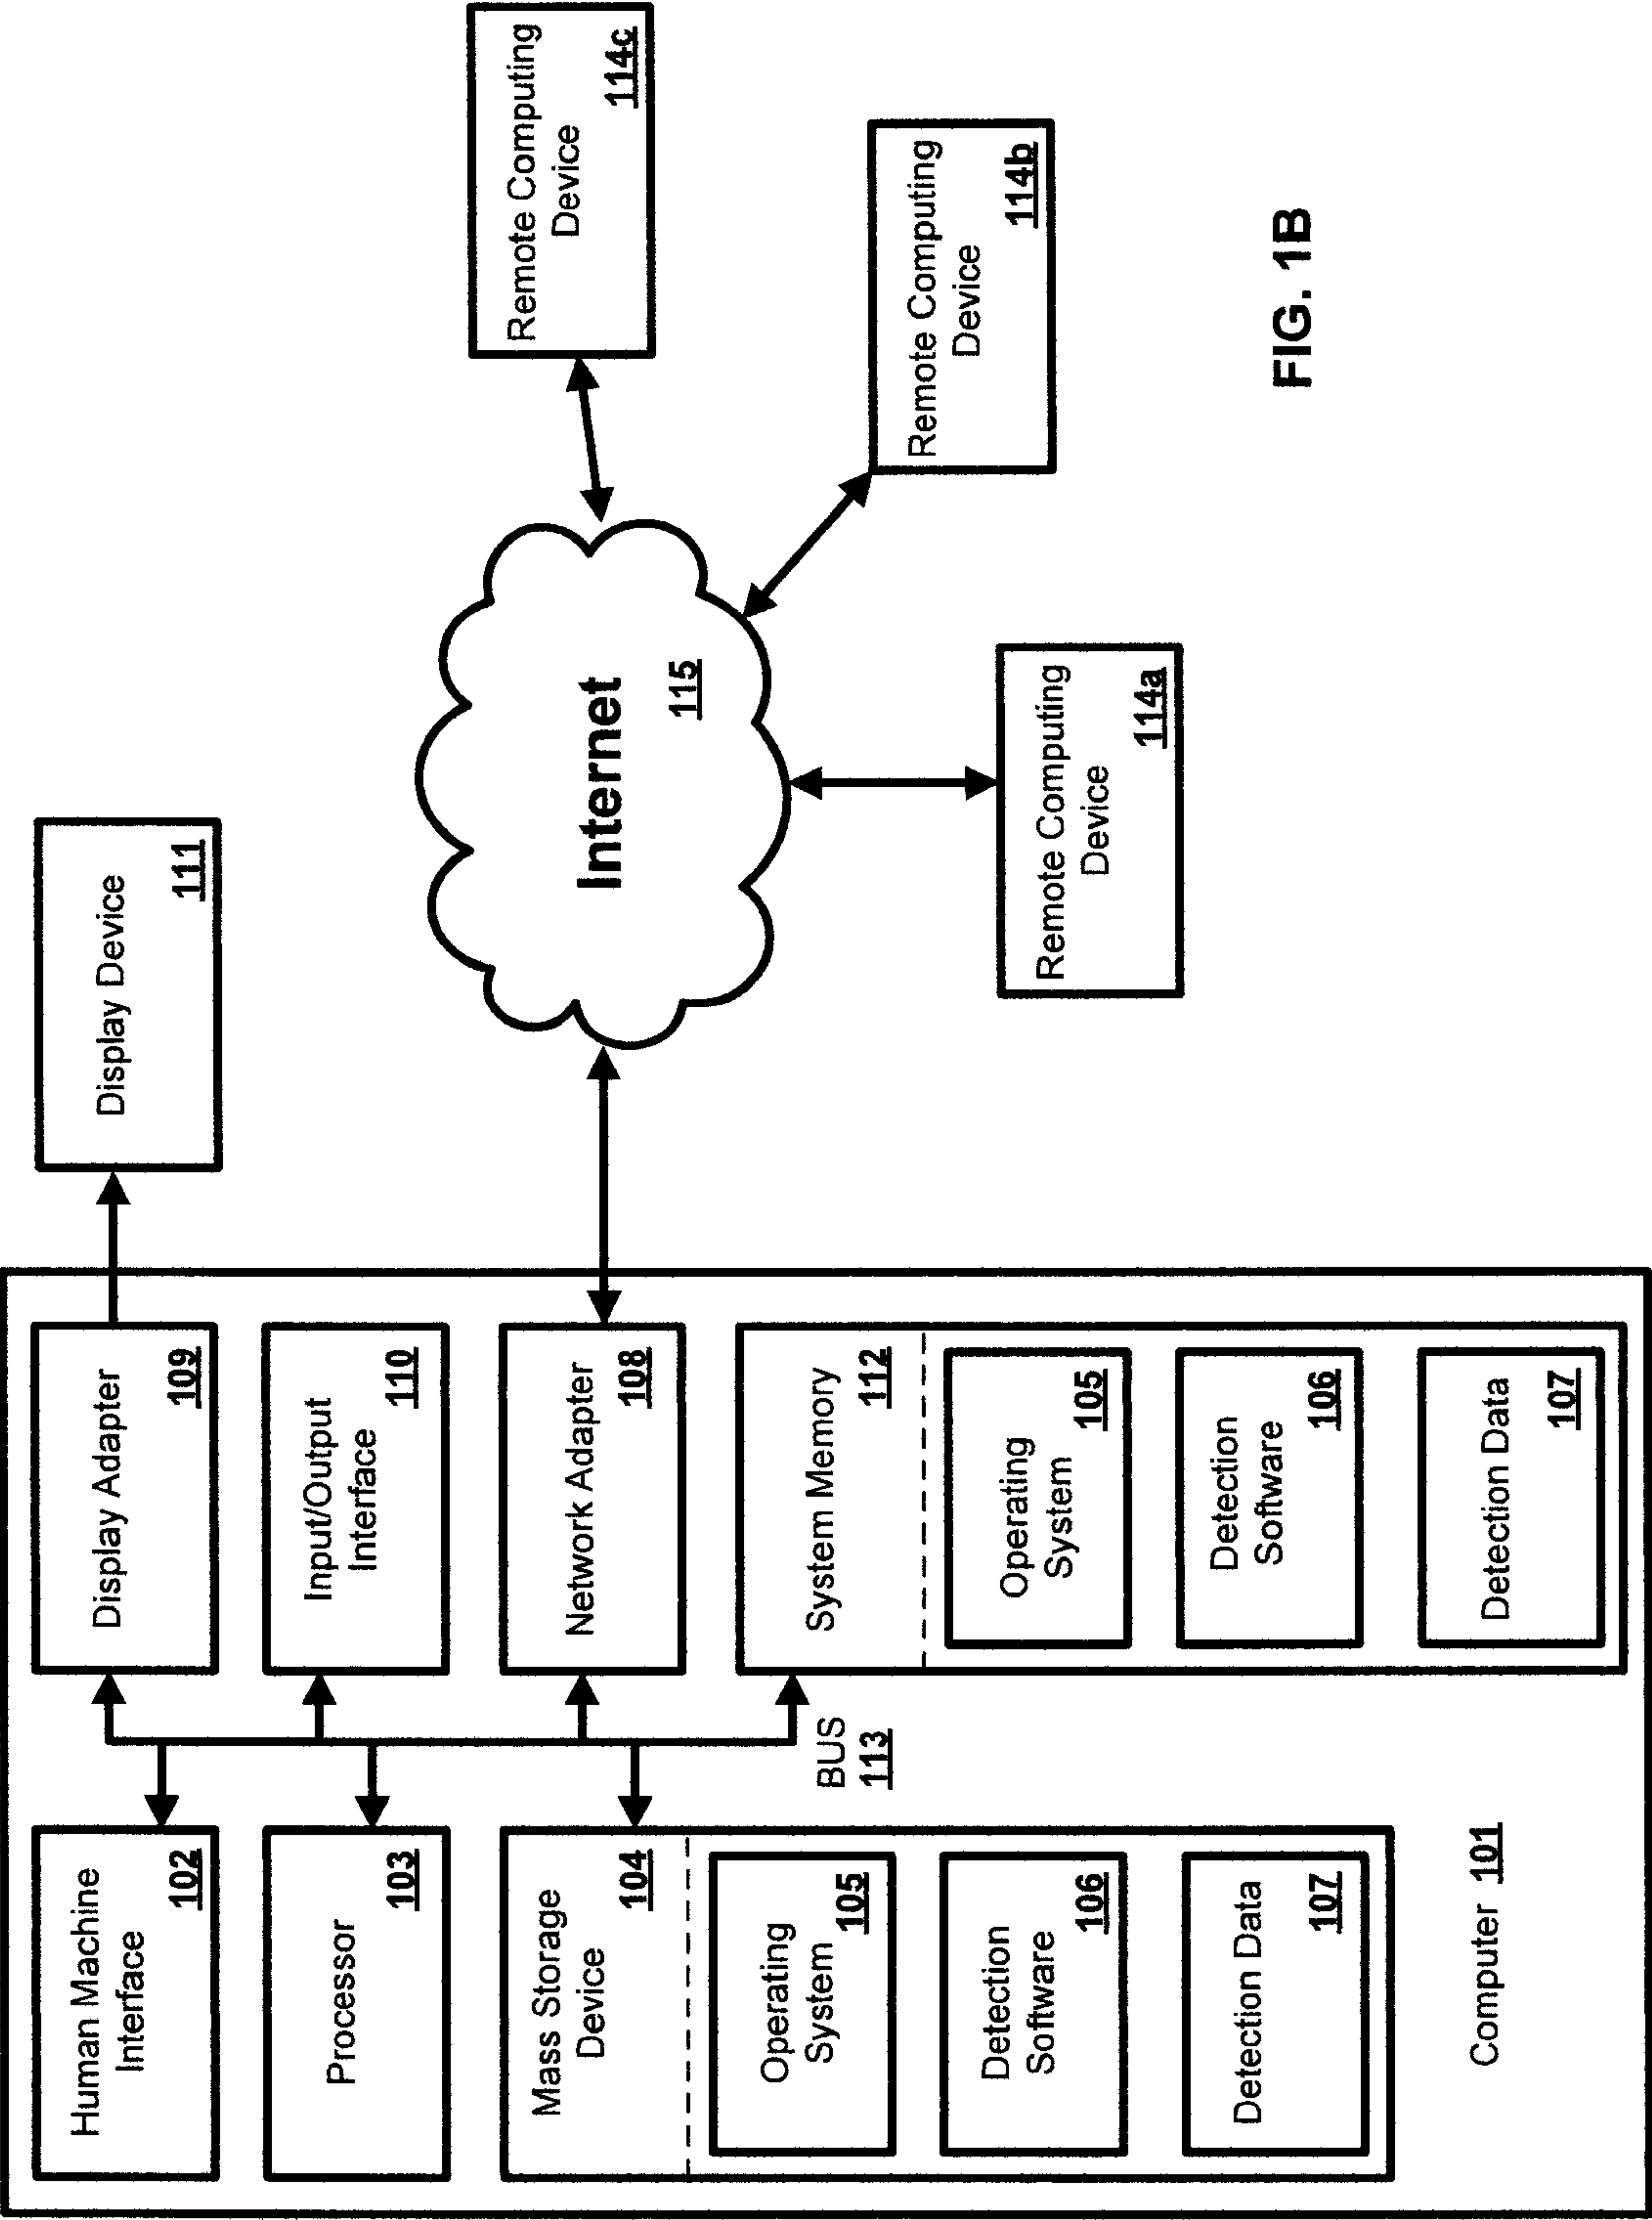 Human Machine
Interface
102
Processor
103
Mass Storage
Device
104
Operating
System
105
Detection
Software
106
Detection Data
107
Computer 101
BUS
113
Display Adapter
109
Input/Output
Interface
110
Network Adapter
108
System Memory
112
Operating
System
105
Detection
Software
106
Detection Data
107
Display Device
111
Internet
115
Remote Computing
Device
114a
Remote Computing
Device
114b
Remote Computing
Device
114c
FIG. 1B